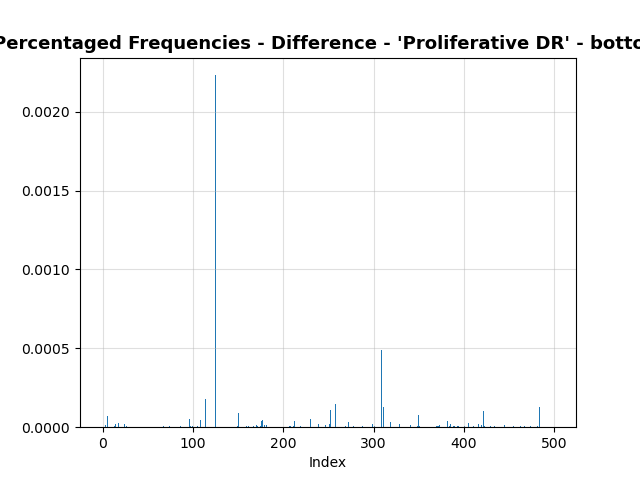 Percentaged Frequencies - Difference - 'Proliferative DR' - botto
0.0020
0.0015
0.0010
0.0005
0.0000
0 100 200 300 400 500
Index